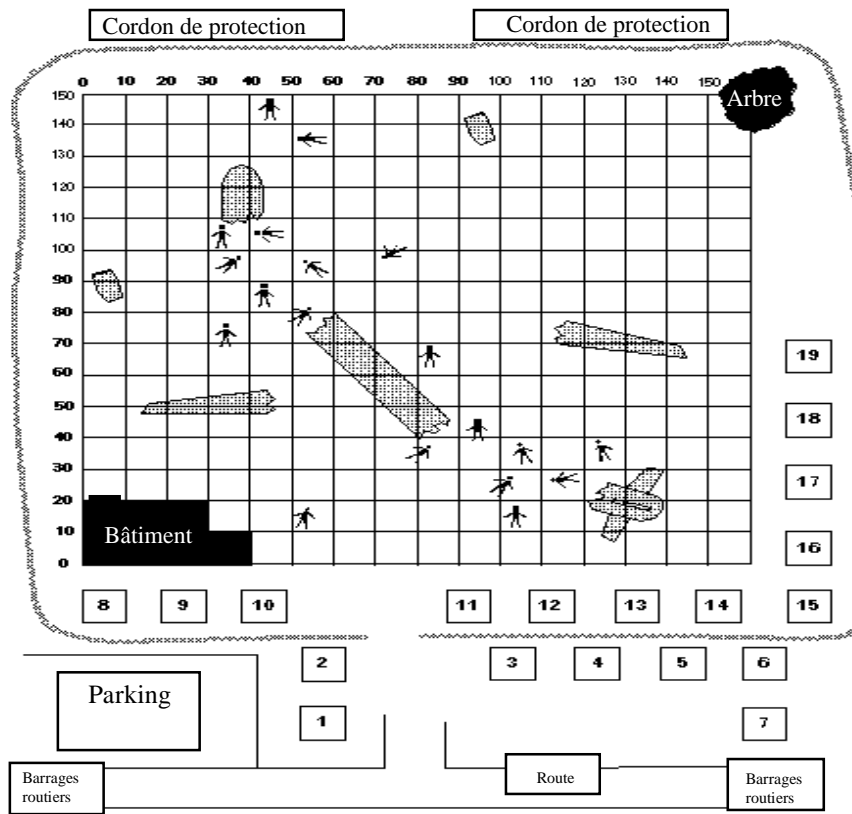 Cordon de protection
Cordon de protection
0 10 20 30 40 50 60 70 80 90 100 110 120 130 140 150
Arbre
150
140
130
120
110
100
90
80
70
60
50
40
30
20
10
0
Bâtiment
19
18
17
16
8 9 10 11 12 13 14 15
2 3 4 5 6
Parking
1 7
Barrages
routiers
Route
Barrages
routiers